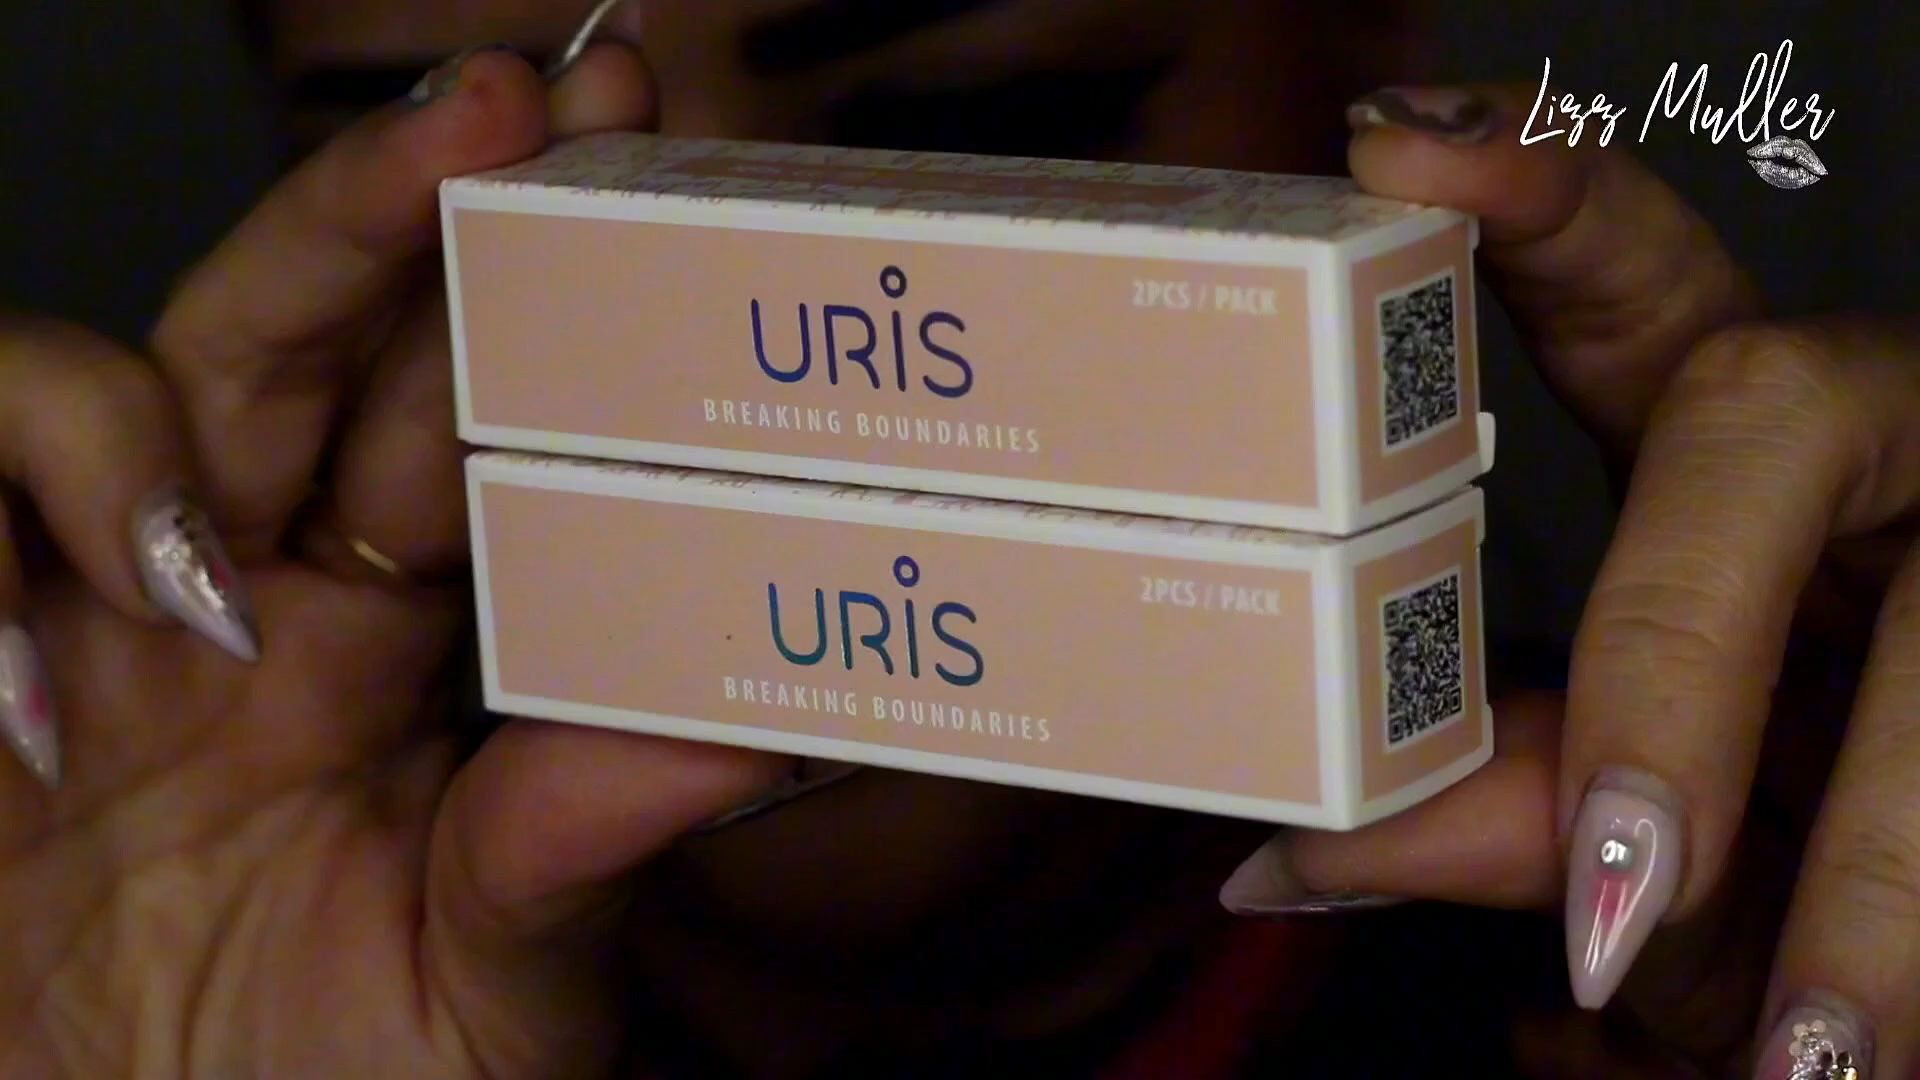 Lizz Muller
URIS
2PCS / PACK
BREAKING BOUNDARIES
URIS
2PCS / PACK
BREAKING BOUNDARIES